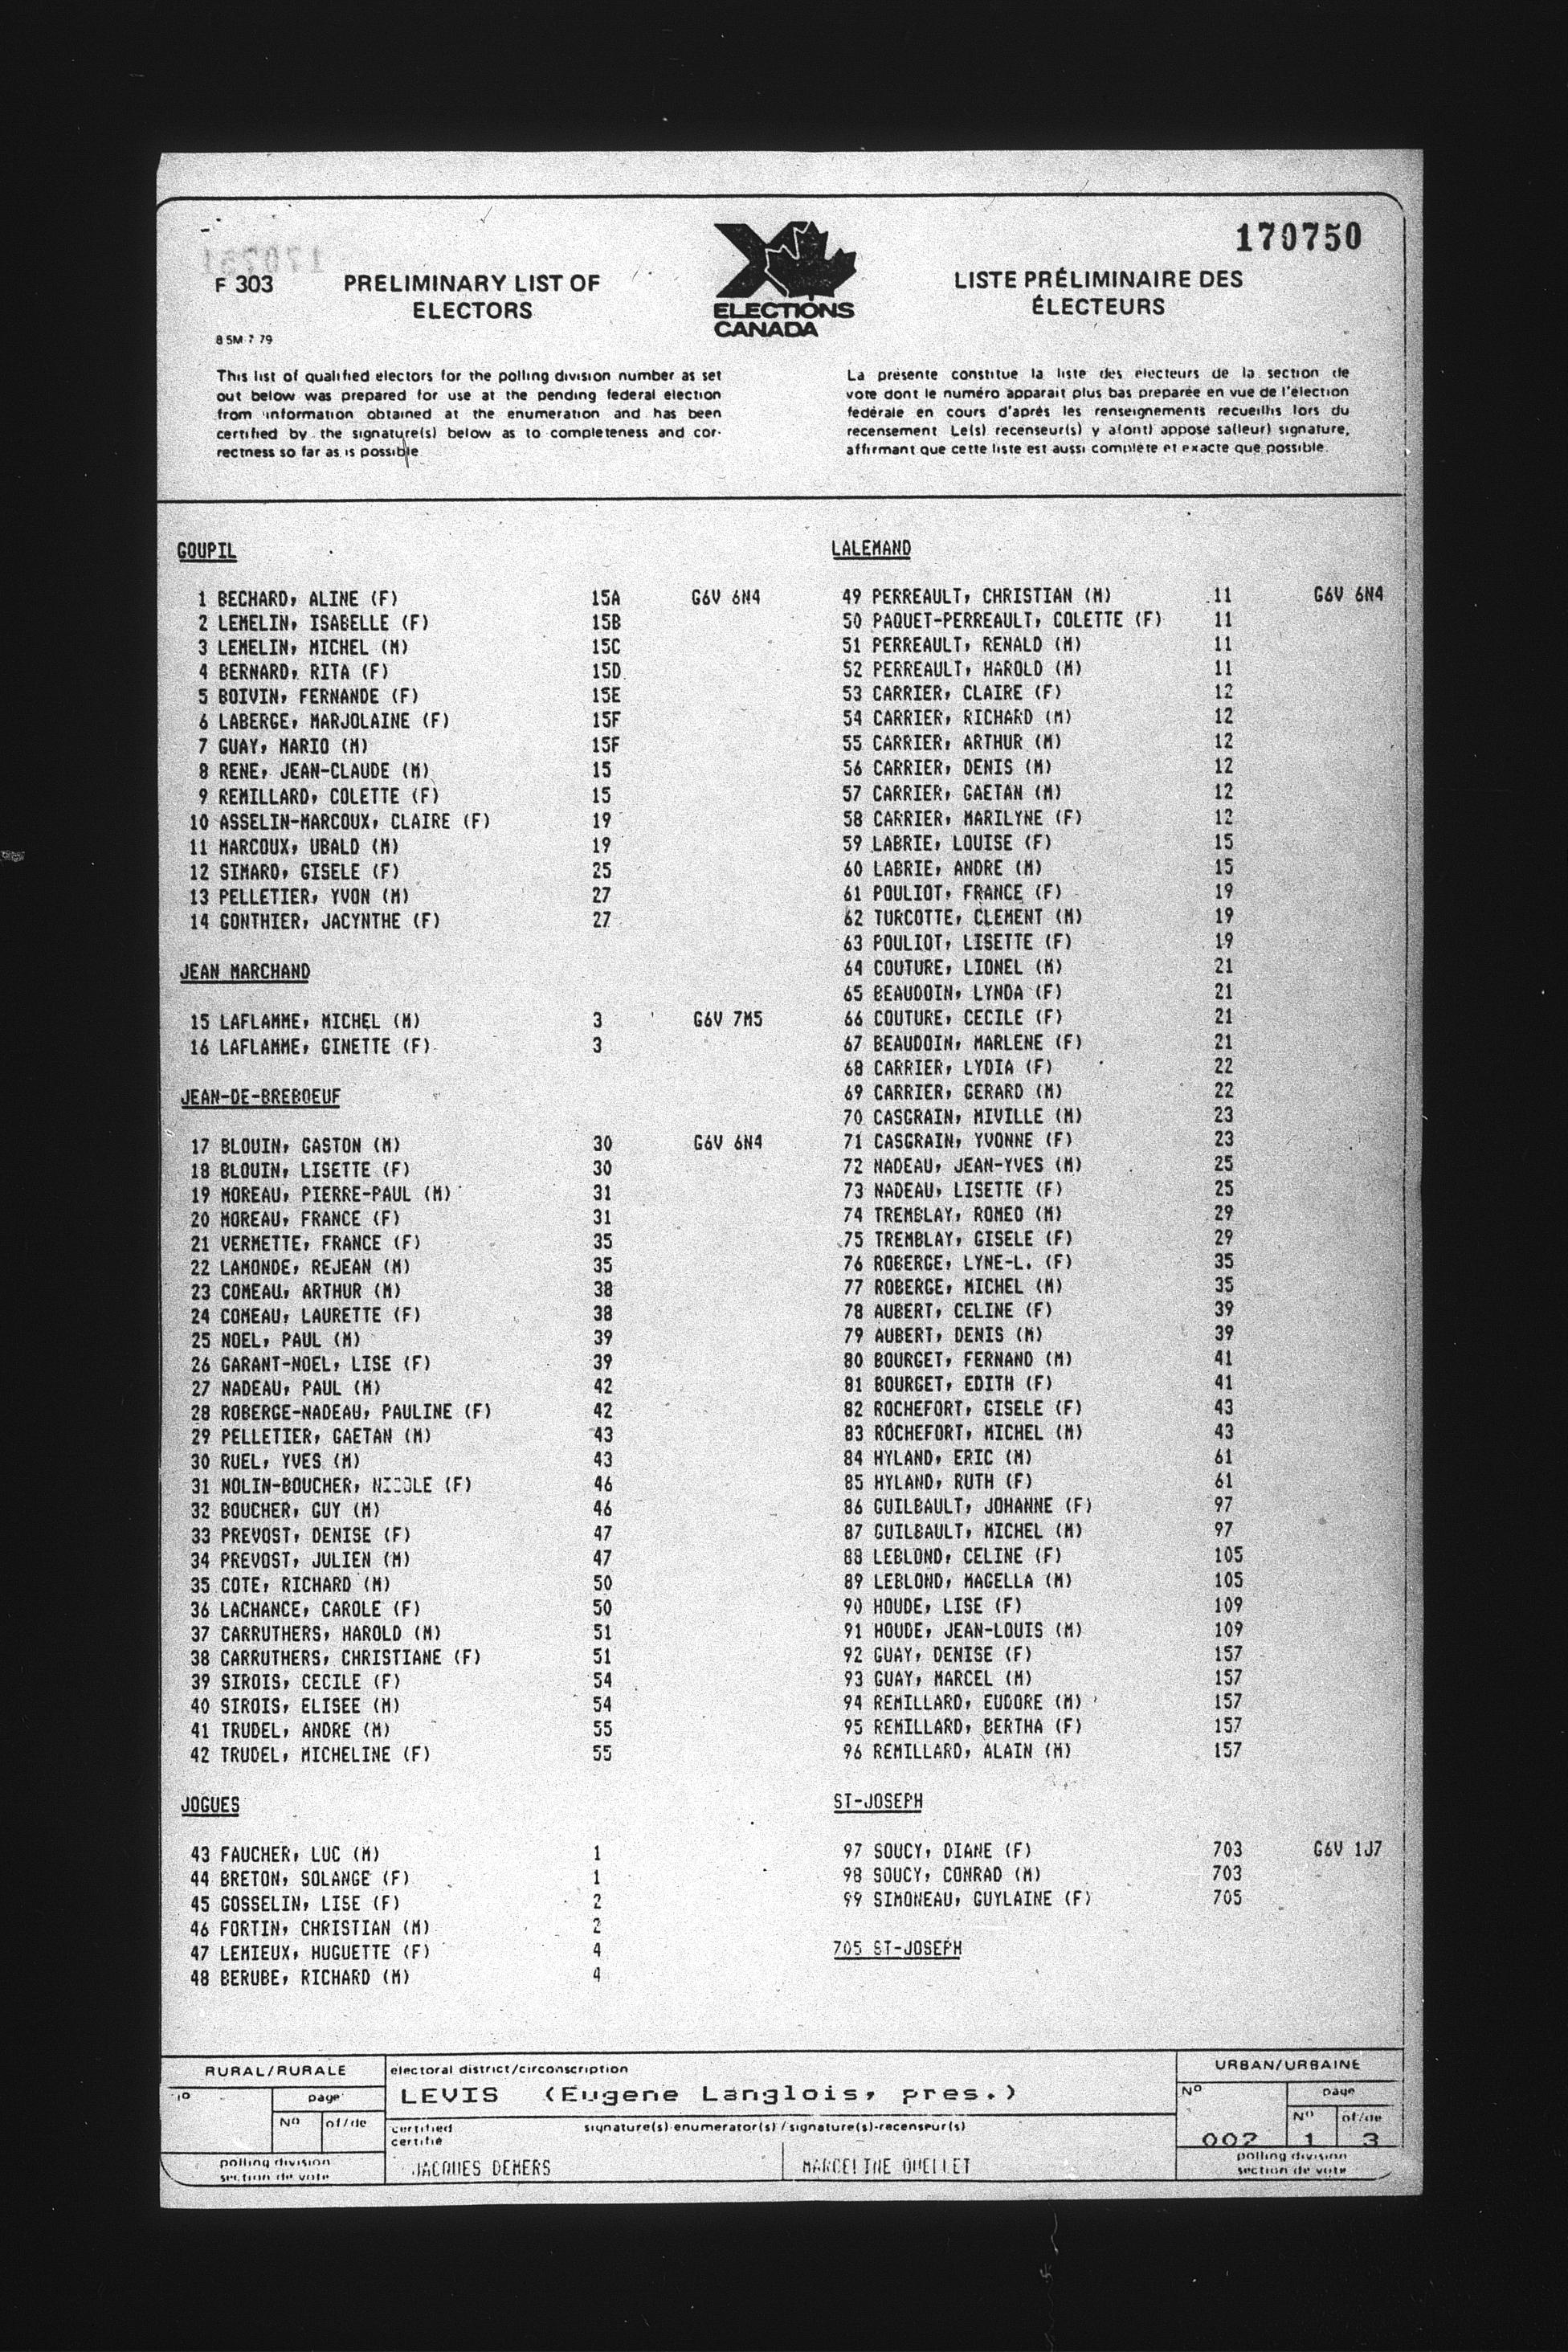 170750
F 303
PRELIMINARY LIST OF
ELECTORS
8 5M 7 79
ELECTIONS
CANADA
LISTE PRÉLIMINAIRE DES
ÉLECTEURS
This list of qualified electors for the polling division number as set
out below was prepared for use at the pending federal election
from information obtained at the enumeration and has been
certified by the signature(s) below as to completeness and cor-
rectness so far as is possible
La présente constitue la liste des électeurs de la section de
vote dont le numéro apparait plus bas preparée en vue de l'élection
fédérale en cours d'aprés les renseignements recueillis lors du
recensement Le(s) recenseur(s) y a(ont) apposé sa(leur) signature,
affirmant que cette liste est aussi complète et exacte que possible.
GOUPIL
1 BECHARD, ALINE (F) 15A G6V 6N4
2 LEMELIN, ISABELLE (F) 15B
3 LEMELIN, MICHEL (M) 15C
4 BERNARD, RITA (F) 15D
5 BOIVIN, FERNANDE (F) 15E
6 LABERGE, MARJOLAINE (F) 15F
7 GUAY, MARIO (M) 15F
8 RENE, JEAN-CLAUDE (M) 15
9 REMILLARD, COLETTE (F) 15
10 ASSELIN-MARCOUX, CLAIRE (F) 19
11 MARCOUX, UBALD (M) 19
12 SIMARD, GISELE (F) 25
13 PELLETIER, YVON (M) 27
14 GONTHIER, JACYNTHE (F) 27
JEAN MARCHAND
15 LAFLAMME, MICHEL (M) 3 G6V 7M5
16 LAFLAMME, GINETTE (F) 3
JEAN-DE-BREBOEUF
17 BLOUIN, GASTON (M) 30 G6V 6N4
18 BLOUIN, LISETTE (F) 30
19 MOREAU, PIERRE-PAUL (M) 31
20 MOREAU, FRANCE (F) 31
21 VERMETTE, FRANCE (F) 35
22 LAMONDE, REJEAN (M) 35
23 COMEAU, ARTHUR (M) 38
24 COMEAU, LAURETTE (F) 38
25 NOEL, PAUL (M) 39
26 GARANT-NOEL, LISE (F) 39
27 NADEAU, PAUL (M) 42
28 ROBERGE-NADEAU, PAULINE (F) 42
29 PELLETIER, GAETAN (M) 43
30 RUEL, YVES (M) 43
31 NOLIN-BOUCHER, NICOLE (F) 46
32 BOUCHER, GUY (M) 46
33 PREVOST, DENISE (F) 47
34 PREVOST, JULIEN (M) 47
35 COTE, RICHARD (M) 50
36 LACHANCE, CAROLE (F) 50
37 CARRUTHERS, HAROLD (M) 51
38 CARRUTHERS, CHRISTIANE (F) 51
39 SIROIS, CECILE (F) 54
40 SIROIS, ELISEE (M) 54
41 TRUDEL, ANDRE (M) 55
42 TRUDEL, MICHELINE (F) 55
JOGUES
43 FAUCHER, LUC (M) 1
44 BRETON, SOLANGE (F) 1
45 GOSSELIN, LISE (F) 2
46 FORTIN, CHRISTIAN (M) 2
47 LEMIEUX, HUGUETTE (F) 4
48 BERUBE, RICHARD (M) 4
LALEMAND
49 PERREAULT, CHRISTIAN (M) 11 G6V 6N4
50 PAQUET-PERREAULT, COLETTE (F) 11
51 PERREAULT, RENALD (M) 11
52 PERREAULT, HAROLD (M) 11
53 CARRIER, CLAIRE (F) 12
54 CARRIER, RICHARD (M) 12
55 CARRIER, ARTHUR (M) 12
56 CARRIER, DENIS (M) 12
57 CARRIER, GAETAN (M) 12
58 CARRIER, MARILYNE (F) 12
59 LABRIE, LOUISE (F) 15
60 LABRIE, ANDRE (M) 15
61 POULIOT, FRANCE (F) 19
62 TURCOTTE, CLEMENT (M) 19
63 POULIOT, LISETTE (F) 19
64 COUTURE, LIONEL (M) 21
65 BEAUDOIN, LYNDA (F) 21
66 COUTURE, CECILE (F) 21
67 BEAUDOIN, MARLENE (F) 21
68 CARRIER, LYDIA (F) 22
69 CARRIER, GERARD (M) 22
70 CASGRAIN, MIVILLE (M) 23
71 CASGRAIN, YVONNE (F) 23
72 NADEAU, JEAN-YVES (M) 25
73 NADEAU, LISETTE (F) 25
74 TREMBLAY, ROMEO (M) 29
75 TREMBLAY, GISELE (F) 29
76 ROBERGE, LYNE-L. (F) 35
77 ROBERGE, MICHEL (M) 35
78 AUBERT, CELINE (F) 39
79 AUBERT, DENIS (M) 39
80 BOURGET, FERNAND (M) 41
81 BOURGET, EDITH (F) 41
82 ROCHEFORT, GISELE (F) 43
83 ROCHEFORT, MICHEL (M) 43
84 HYLAND, ERIC (M) 61
85 HYLAND, RUTH (F) 61
86 GUILBAULT, JOHANNE (F) 97
87 GUILBAULT, MICHEL (M) 97
88 LEBLOND, CELINE (F) 105
89 LEBLOND, MAGELLA (M) 105
90 HOUDE, LISE (F) 109
91 HOUDE, JEAN-LOUIS (M) 109
92 GUAY, DENISE (F) 157
93 GUAY, MARCEL (M) 157
94 REMILLARD, EUDORE (M) 157
95 REMILLARD, BERTHA (F) 157
96 REMILLARD, ALAIN (M) 157
ST-JOSEPH
97 SOUCY, DIANE (F) 703 G6V 1J7
98 SOUCY, CONRAD (M) 703
99 SIMONEAU, GUYLAINE (F) 705
705 ST-JOSEPH
RURAL/RURALE
page
Nº of/de
polling division
section de vote
electoral district/circonscription
LEVIS (Eugene Langlois, pres.)
certified
certifié
signature(s)-enumerator(s)/signature(s)-recenseur(s)
JACQUES DEMERS MARCELINE OUELLET
URBAN/URBAINE
Nº page
Nº of/de
002 1 3
polling division
section de vote